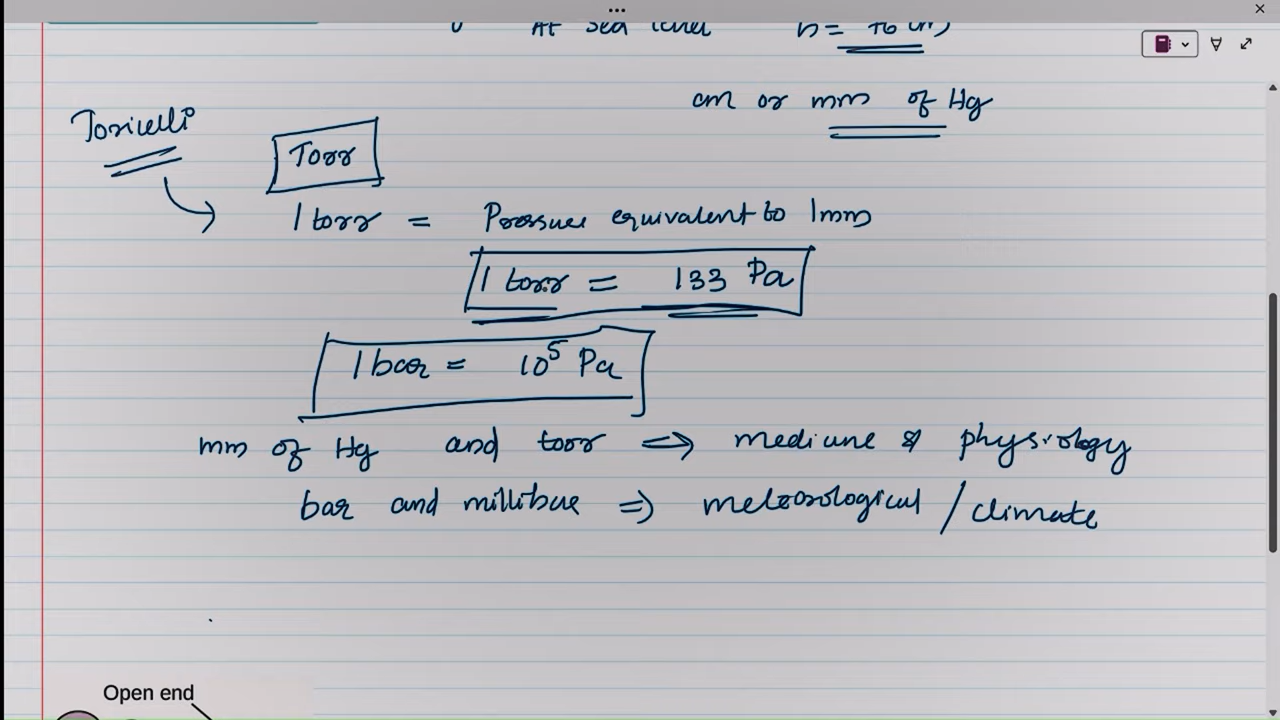 At sea level h = 76 cm
cm or mm of Hg
Toricelli
Torr
1 torr = Pressure equivalent to 1mm
1 torr = 133 Pa
1 bar = 10⁵ Pa
mm of Hg and torr ⇒ medicine & physiology
bar and millibar ⇒ meteorological / climate
Open end